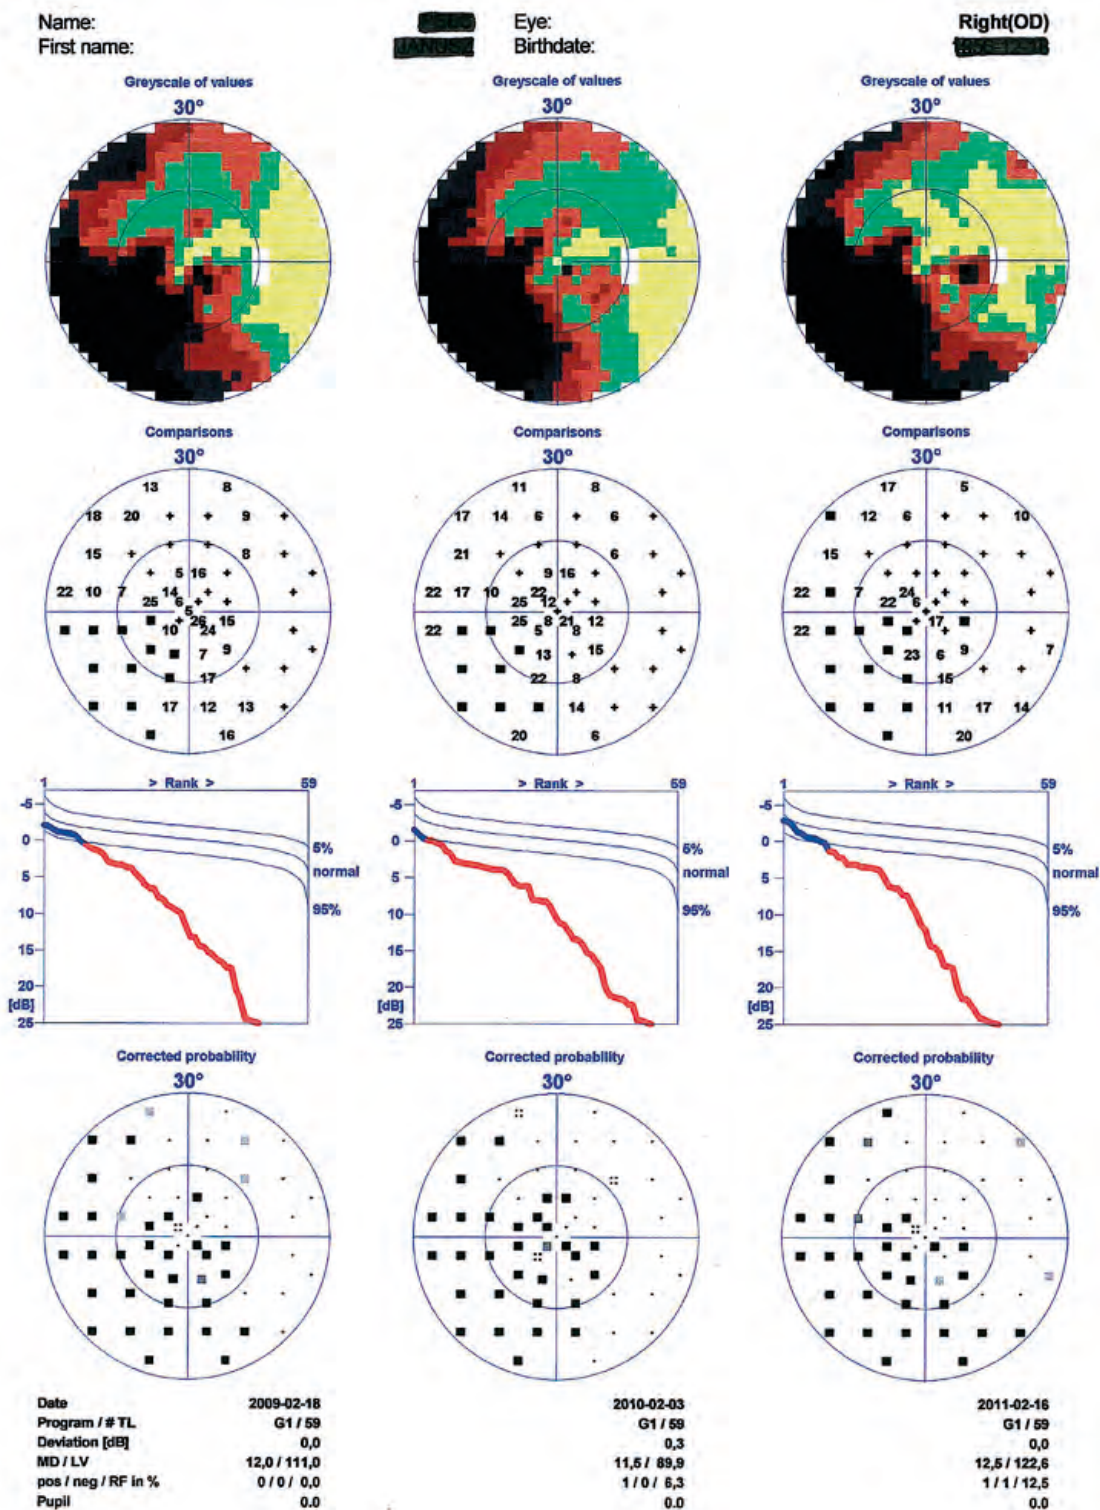 Name: Eye: Right(OD)
First name: Birthdate:
Greyscale of values Greyscale of values Greyscale of values
30° 30° 30°
Comparisons Comparisons Comparisons
30° 30° 30°
13 8 11 8 17 5
18 20 + + 9 + 17 14 6 + 6 + ■ 12 6 + + 10
+ + + + + +
15 + 8 + 21 + 6 + 15 + + +
+ 5 16 + + + 9 16 + + + + + + +
22 10 7 14 + + 22 17 10 22 + + 22 ■ 7 24 + 7
25 6 + + 25 12 + + 22 6 + +
5 + +
■ + 26 15 25 8 21 12 ■ + 17 ■
■ ■ ■ 10 24 + 22 ■ ■ 5 8 + 22 ■ ■ ■ +
■ ■ 7 9 + ■ 13 + 15 + ■ 23 6 9 7
■ ■ + + ■ ■ + + ■ ■ + +
■ 17 22 8 ■ 15
■ ■ 17 12 13 + ■ ■ ■ 14 + + ■ ■ ■ 11 17 14
■ 16 20 6 ■ 20
1 > Rank > 59 1 > Rank > 59 1 > Rank > 59
-5 -5 -5
0 5% 0 5% 0 5%
5 normal 5 normal 5 normal
10 95% 10 95% 10 95%
15 15 15
20 20 20
[dB] [dB] [dB]
25 25 25
Corrected probability Corrected probability Corrected probability
30° 30° 30°
Date 2009-02-18 2010-02-03 2011-02-16
Program / # TL G1 / 59 G1 / 59 G1 / 59
Deviation [dB] 0,0 0,3 0,0
MD / LV 12,0 / 111,0 11,5 / 89,9 12,5 / 122,6
pos / neg / RF in % 0 / 0 / 0,0 1 / 0 / 6,3 1 / 1 / 12,5
Pupil 0.0 0.0 0.0